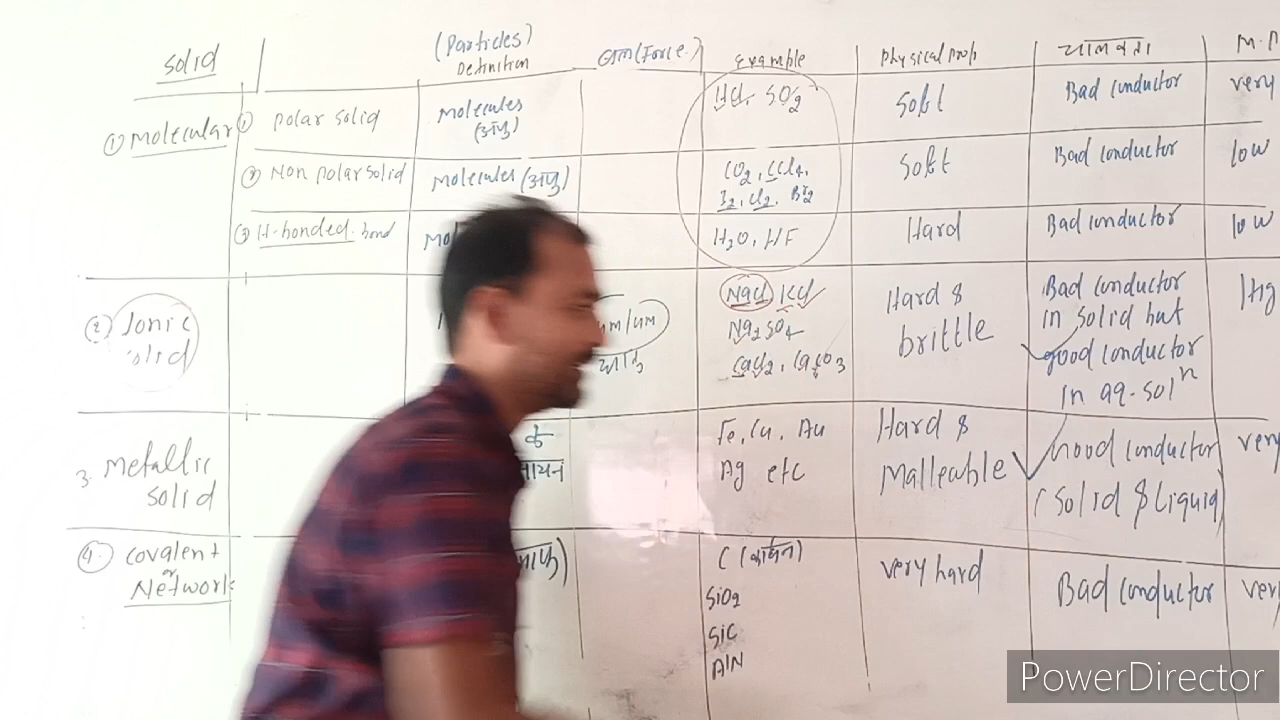 Solid (Particles) Definition बल (Force) Example Physical Prop चालकता M.P
① Molecular ① polar solid Molecules (अणु) HCl, SO2 Soft Bad conductor very
② Non polar solid Molecules (अणु) CO2, CCl4, Soft Bad conductor low
I2, Cl2, Br2
③ H-bonded bond H2O, HF Hard Bad conductor low
② Ionic solid NaCl KCl Hard & brittle Bad conductor
Na2SO4 in solid but
CaCl2, CaCO3 good conductor
in aq. soln
3. Metallic solid Fe, Cu, Au Hard & Good conductor very
Ag etc Malleable (Solid & Liquid)
④ Covalent or Network C (कार्बन) very hard Bad conductor very
SiO2
SiC
AlN
PowerDirector